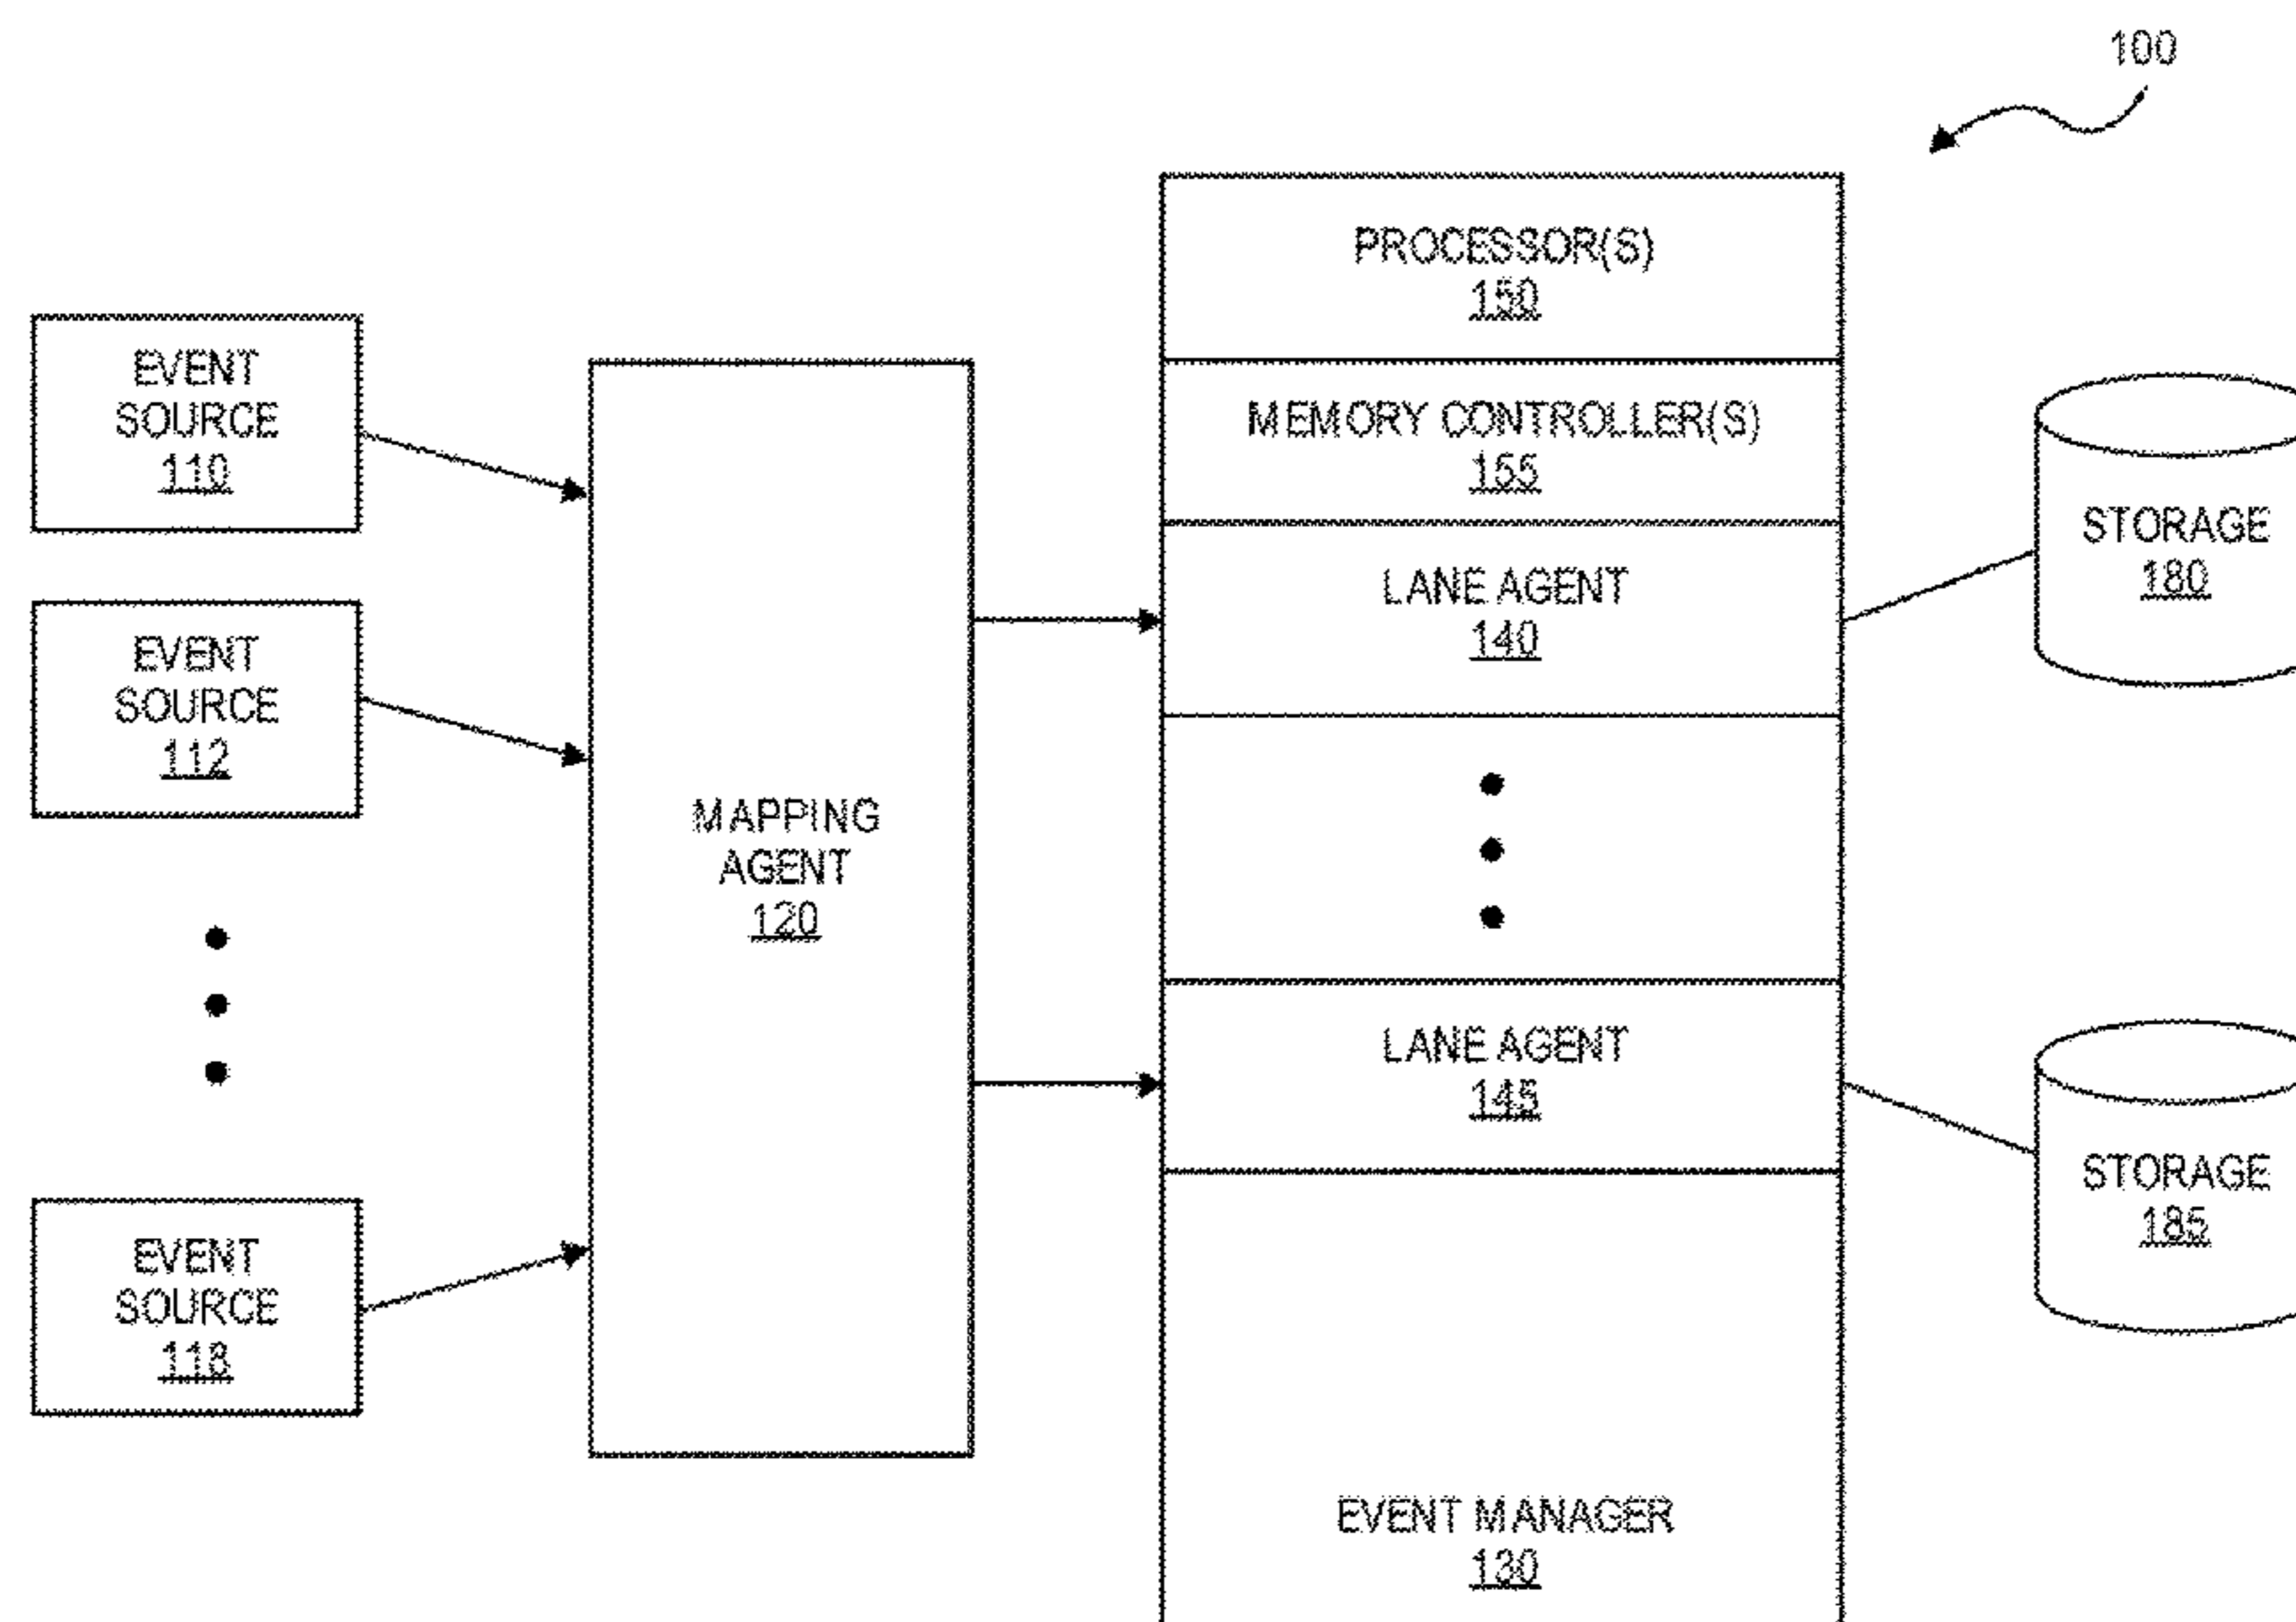 100
EVENT
SOURCE
110
EVENT
SOURCE
112
EVENT
SOURCE
118
MAPPING
AGENT
120
PROCESSOR(S)
150
MEMORY CONTROLLER(S)
155
LANE AGENT
140
LANE AGENT
145
EVENT MANAGER
130
STORAGE
180
STORAGE
185